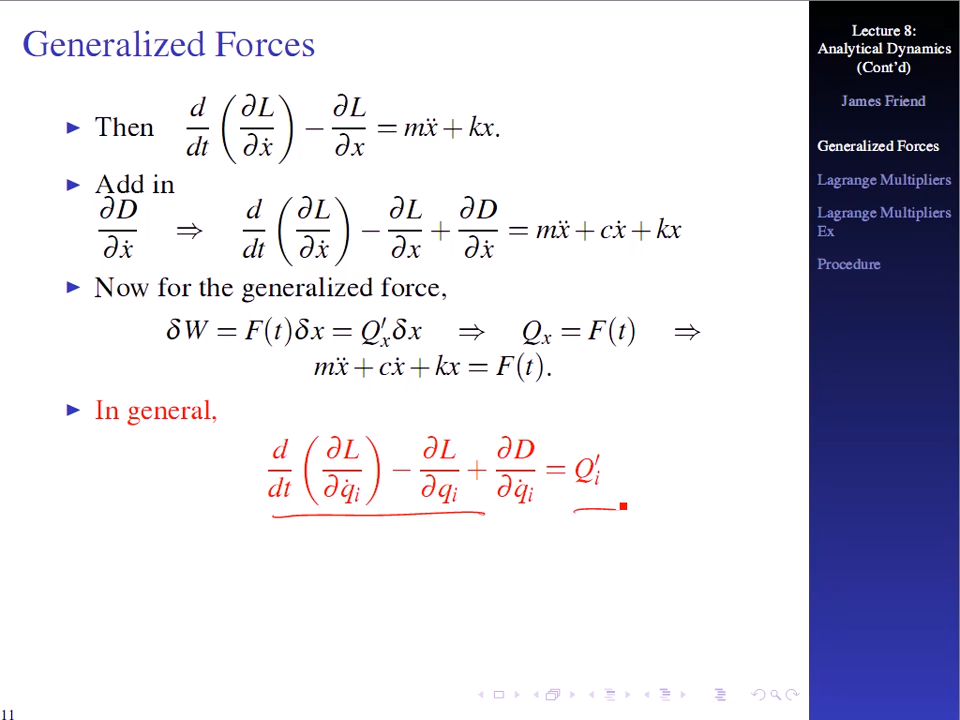 Generalized Forces
▶ Then d/dt (∂L/∂ẋ) − ∂L/∂x = mẍ + kx.
▶ Add in
∂D/∂ẋ ⇒ d/dt (∂L/∂ẋ) − ∂L/∂x + ∂D/∂ẋ = mẍ + cẋ + kx
▶ Now for the generalized force,
δW = F(t)δx = Q′ₓδx ⇒ Qₓ = F(t) ⇒
mẍ + cẋ + kx = F(t).
▶ In general,
d/dt (∂L/∂q̇ᵢ) − ∂L/∂qᵢ + ∂D/∂q̇ᵢ = Q′ᵢ
11
Lecture 8:
Analytical Dynamics
(Cont'd)
James Friend
Generalized Forces
Lagrange Multipliers
Lagrange Multipliers
Ex
Procedure